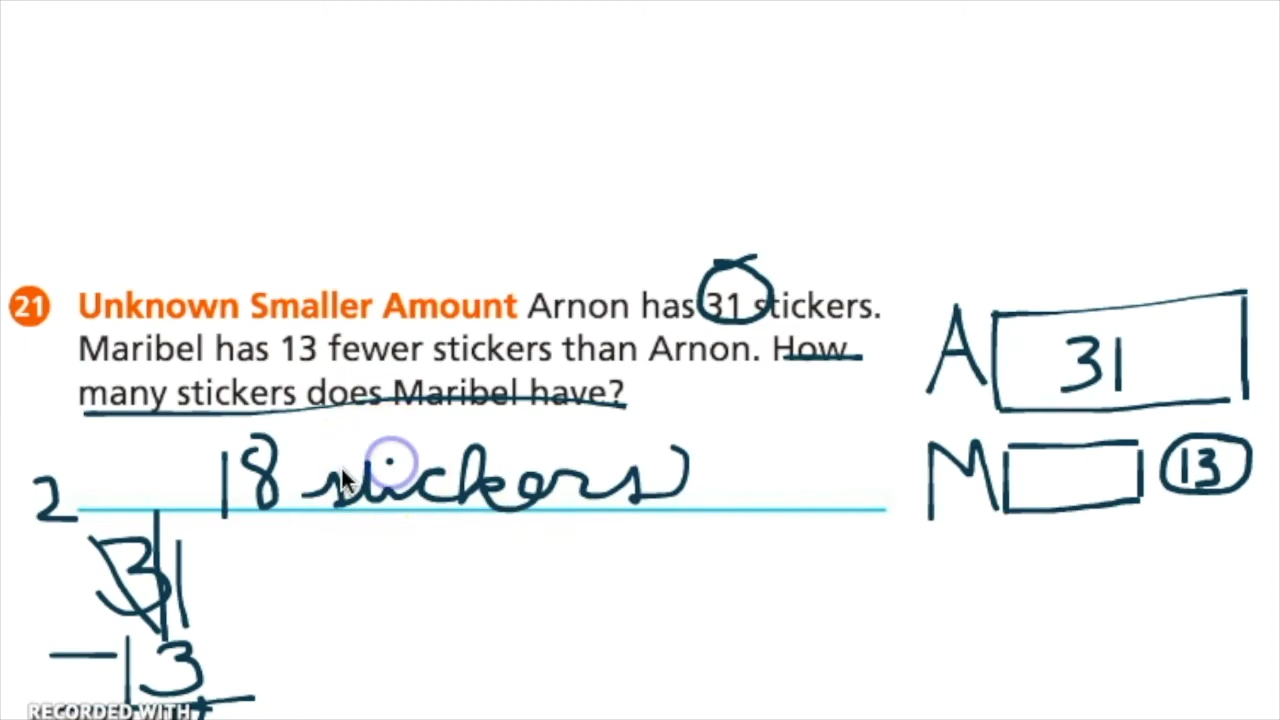 21 Unknown Smaller Amount Arnon has 31 stickers.
Maribel has 13 fewer stickers than Arnon. How
many stickers does Maribel have?
A 31
18 stickers
M 13
2
31
-13
RECORDED WITH